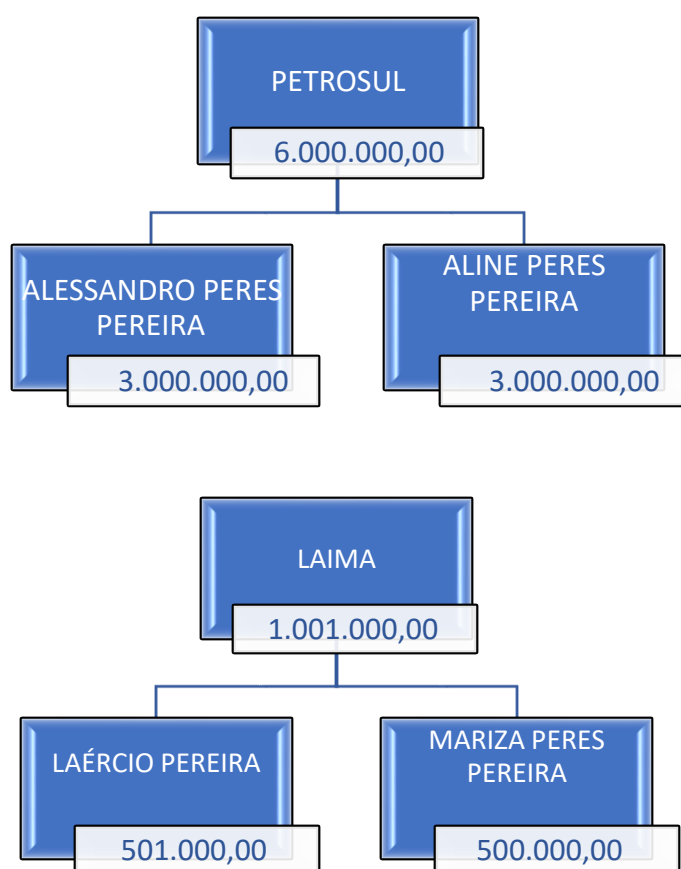 PETROSUL
6.000.000,00
ALESSANDRO PERES
PEREIRA
3.000.000,00
ALINE PERES
PEREIRA
3.000.000,00
LAIMA
1.001.000,00
LAÉRCIO PEREIRA
501.000,00
MARIZA PERES
PEREIRA
500.000,00